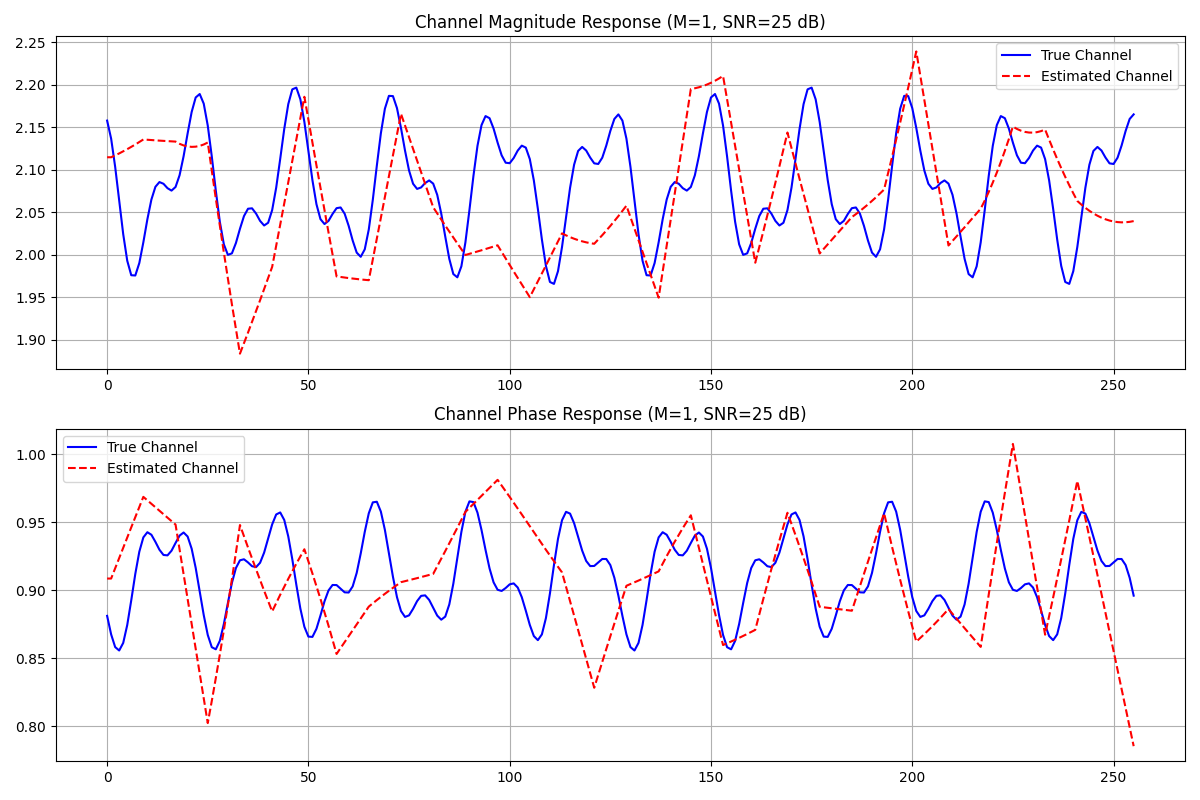 Channel Magnitude Response (M=1, SNR=25 dB)
2.25
2.20
2.15
2.10
2.05
2.00
1.95
1.90
True Channel
Estimated Channel
0 50 100 150 200 250
Channel Phase Response (M=1, SNR=25 dB)
1.00
0.95
0.90
0.85
0.80
True Channel
Estimated Channel
0 50 100 150 200 250